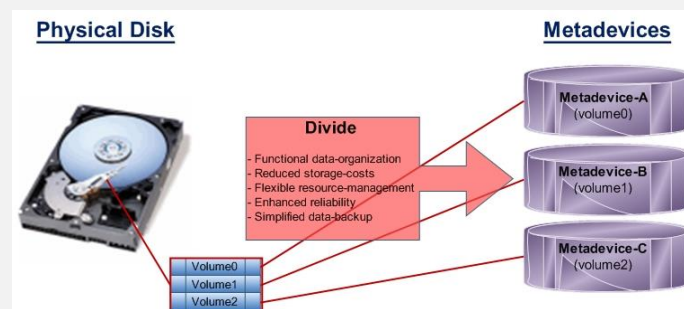 Physical Disk
Metadevices
Divide
- Functional data-organization
- Reduced storage-costs
- Flexible resource-management
- Enhanced reliability
- Simplified data-backup
Metadevice-A
(volume0)
Metadevice-B
(volume1)
Metadevice-C
(volume2)
Volume0
Volume1
Volume2